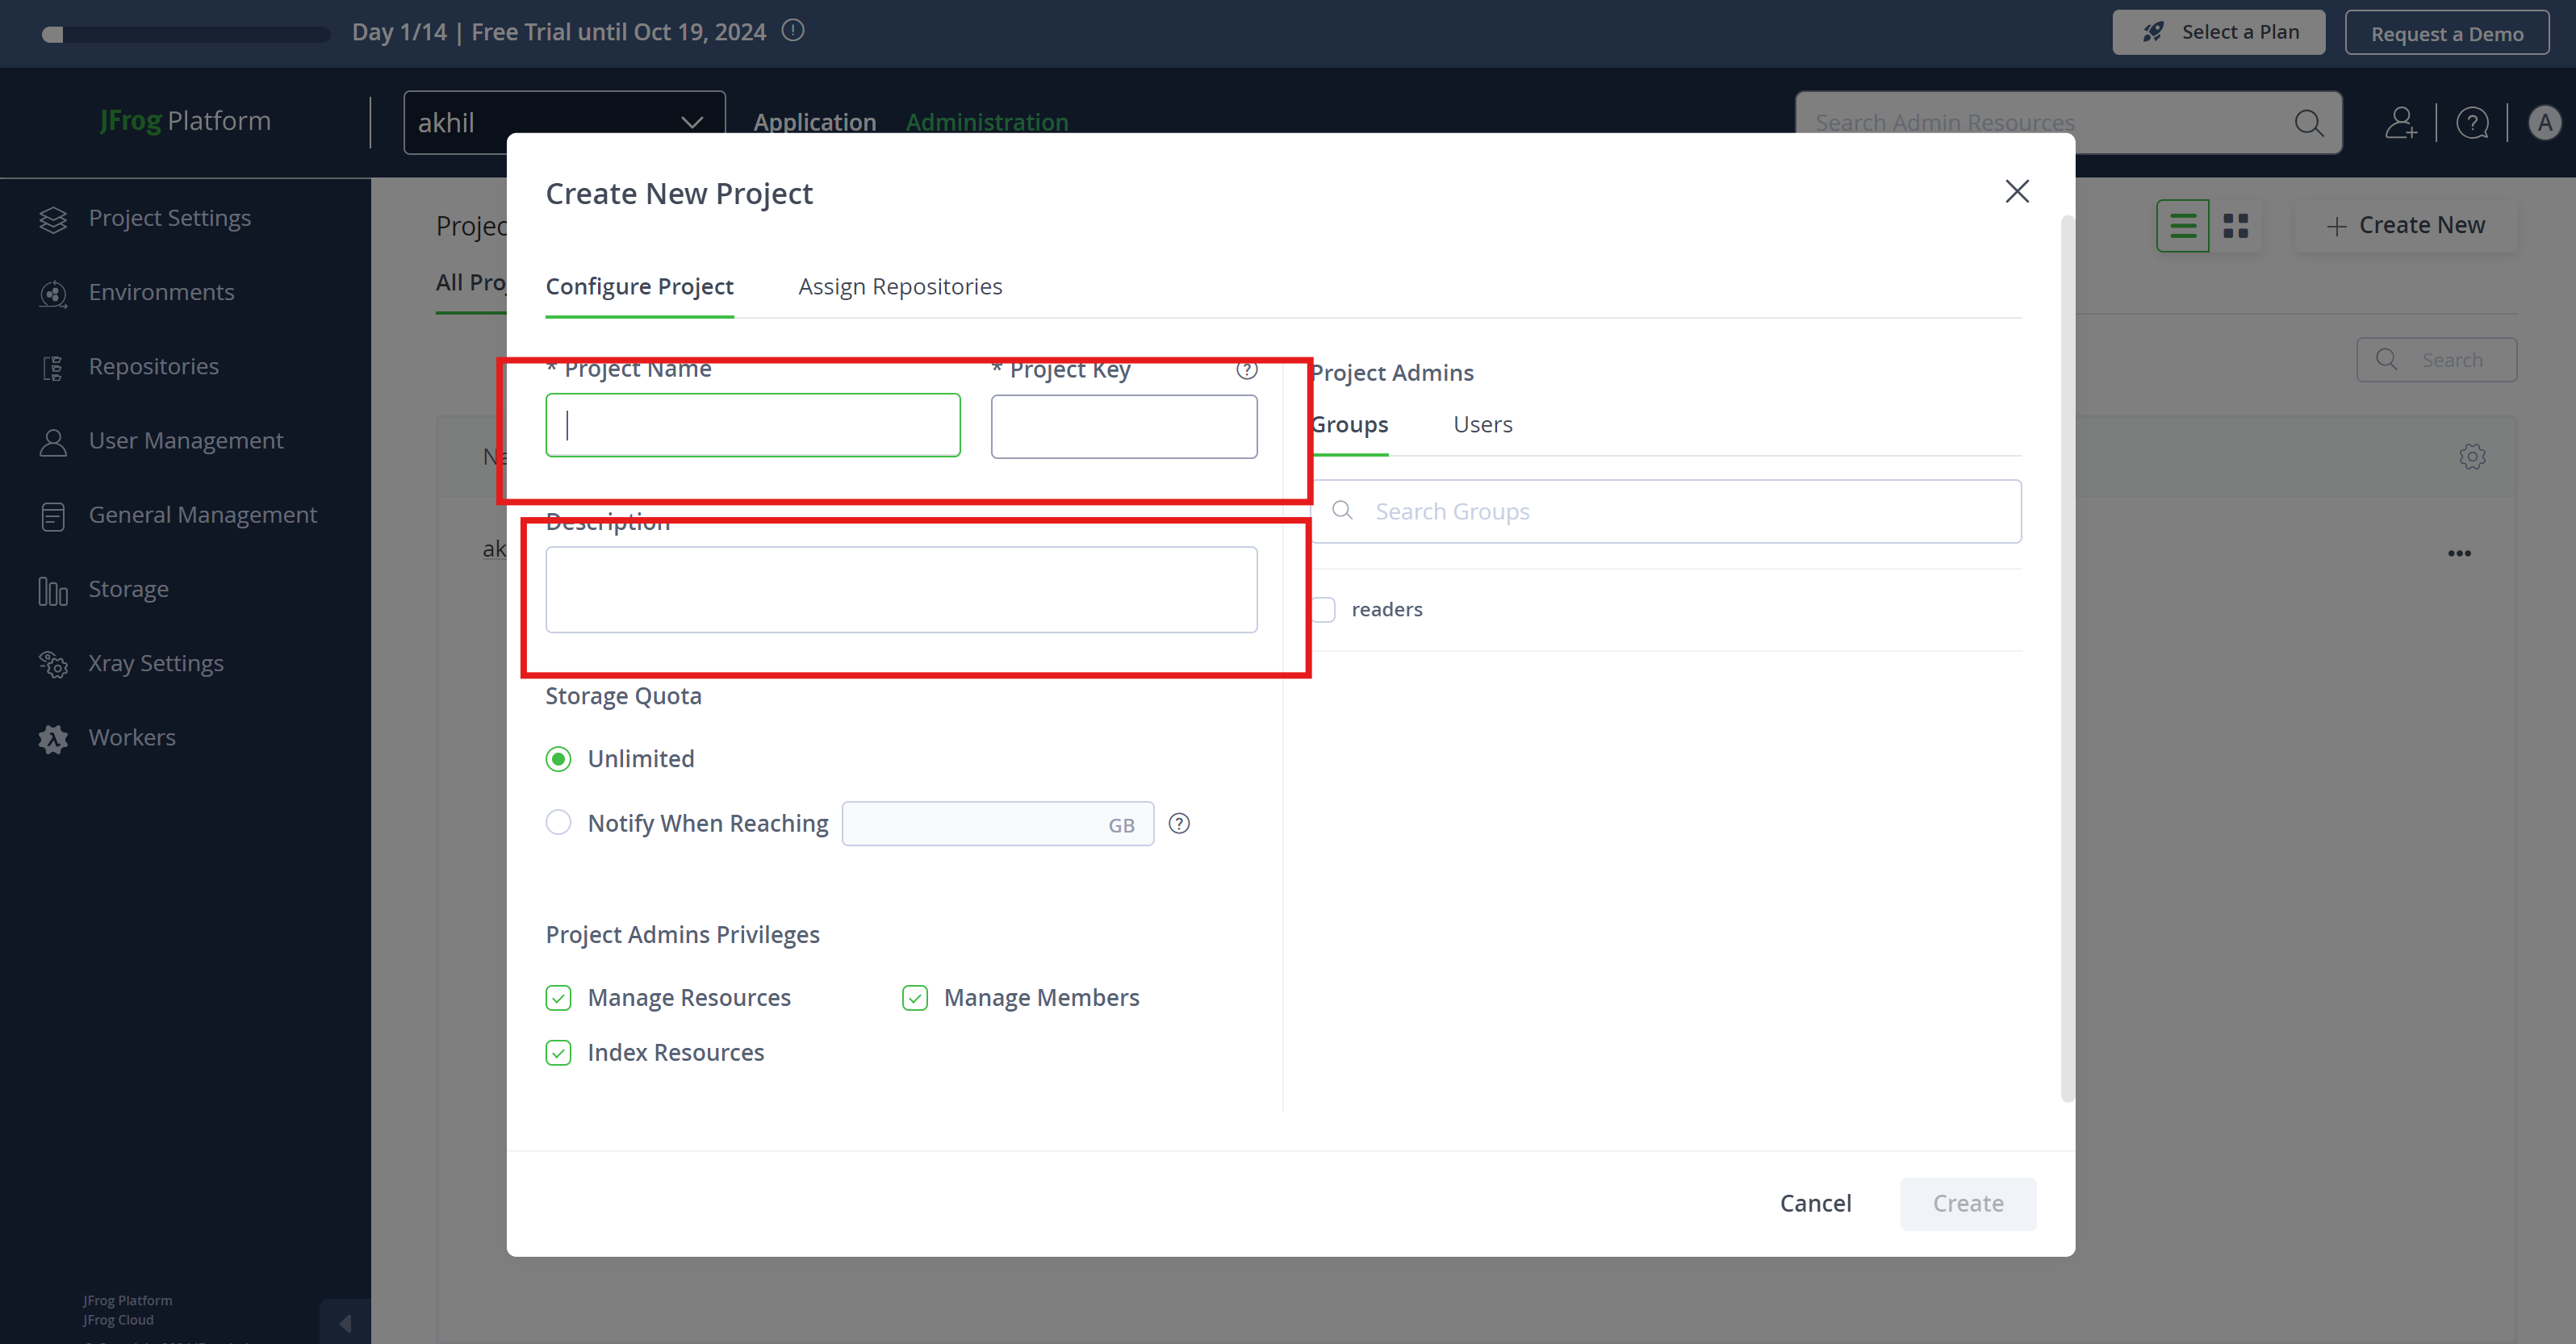 Day 1/14 | Free Trial until Oct 19, 2024
Select a Plan
Request a Demo
JFrog Platform
akhil
Application
Administration
Search Admin Resources
A
Project Settings
Environments
Repositories
User Management
General Management
Storage
Xray Settings
Workers
JFrog Platform
JFrog Cloud
Projec
All Proj
Create New
Search
Na
ak
Create New Project
Configure Project
Assign Repositories
* Project Name
* Project Key
Description
Storage Quota
Unlimited
Notify When Reaching
GB
Project Admins Privileges
Manage Resources
Manage Members
Index Resources
Project Admins
Groups
Users
Search Groups
readers
Cancel
Create